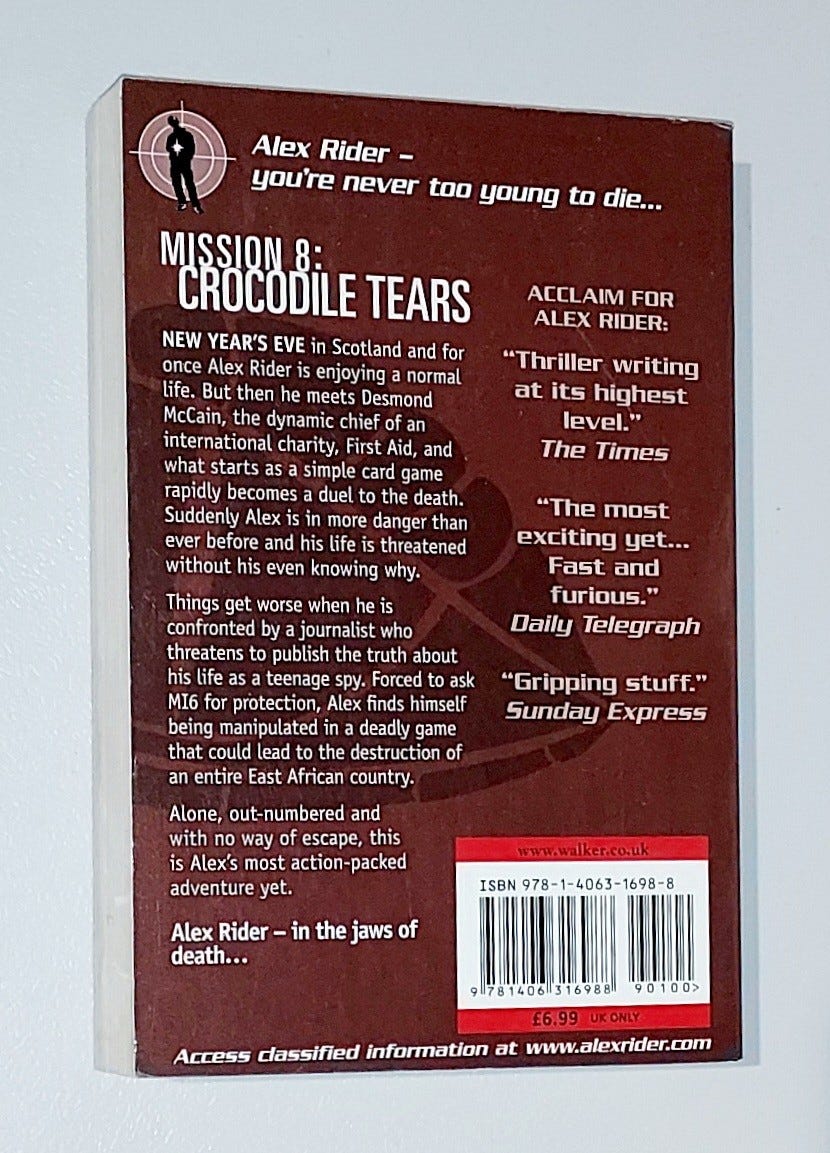 Alex Rider –
you're never too young to die...
MISSION 8:
CROCODILE TEARS
NEW YEAR'S EVE in Scotland and for
once Alex Rider is enjoying a normal
life. But then he meets Desmond
McCain, the dynamic chief of an
international charity, First Aid, and
what starts as a simple card game
rapidly becomes a duel to the death.
Suddenly Alex is in more danger than
ever before and his life is threatened
without his even knowing why.
Things get worse when he is
confronted by a journalist who
threatens to publish the truth about
his life as a teenage spy. Forced to ask
MI6 for protection, Alex finds himself
being manipulated in a deadly game
that could lead to the destruction of
an entire East African country.
Alone, out-numbered and
with no way of escape, this
is Alex's most action-packed
adventure yet.
Alex Rider – in the jaws of
death...
ACCLAIM FOR
ALEX RIDER:
“Thriller writing
at its highest
level.”
The Times
“The most
exciting yet...
Fast and
furious.”
Daily Telegraph
“Gripping stuff.”
Sunday Express
www.walker.co.uk
ISBN 978-1-4063-1698-8
9 781406 316988
90100>
£6.99 UK ONLY
Access classified information at www.alexrider.com